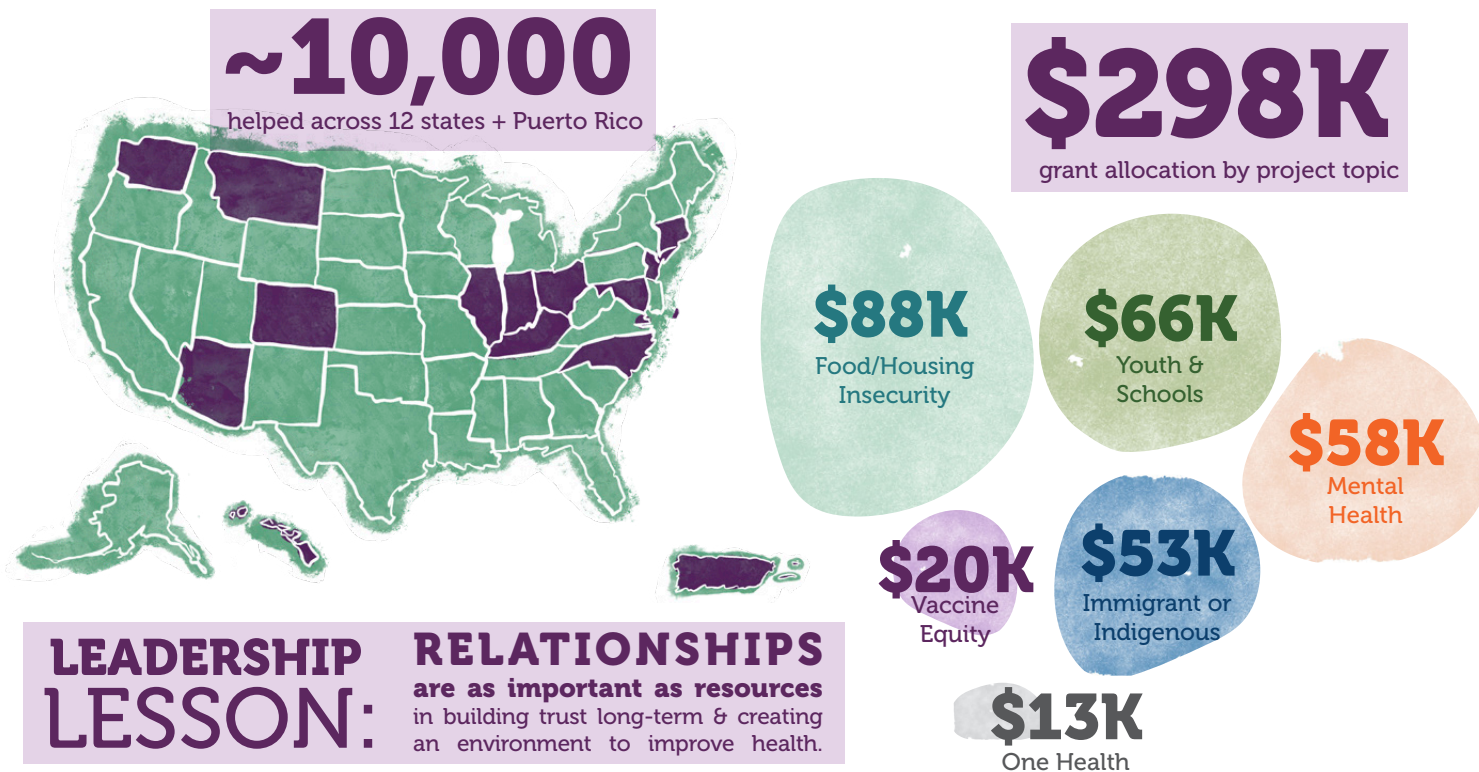 ~10,000
helped across 12 states + Puerto Rico
$298K
grant allocation by project topic
$88K
Food/Housing
Insecurity
$66K
Youth &
Schools
$58K
Mental
Health
$20K
Vaccine
Equity
$53K
Immigrant or
Indigenous
$13K
One Health
LEADERSHIP
LESSON:
RELATIONSHIPS
are as important as resources
in building trust long-term & creating
an environment to improve health.